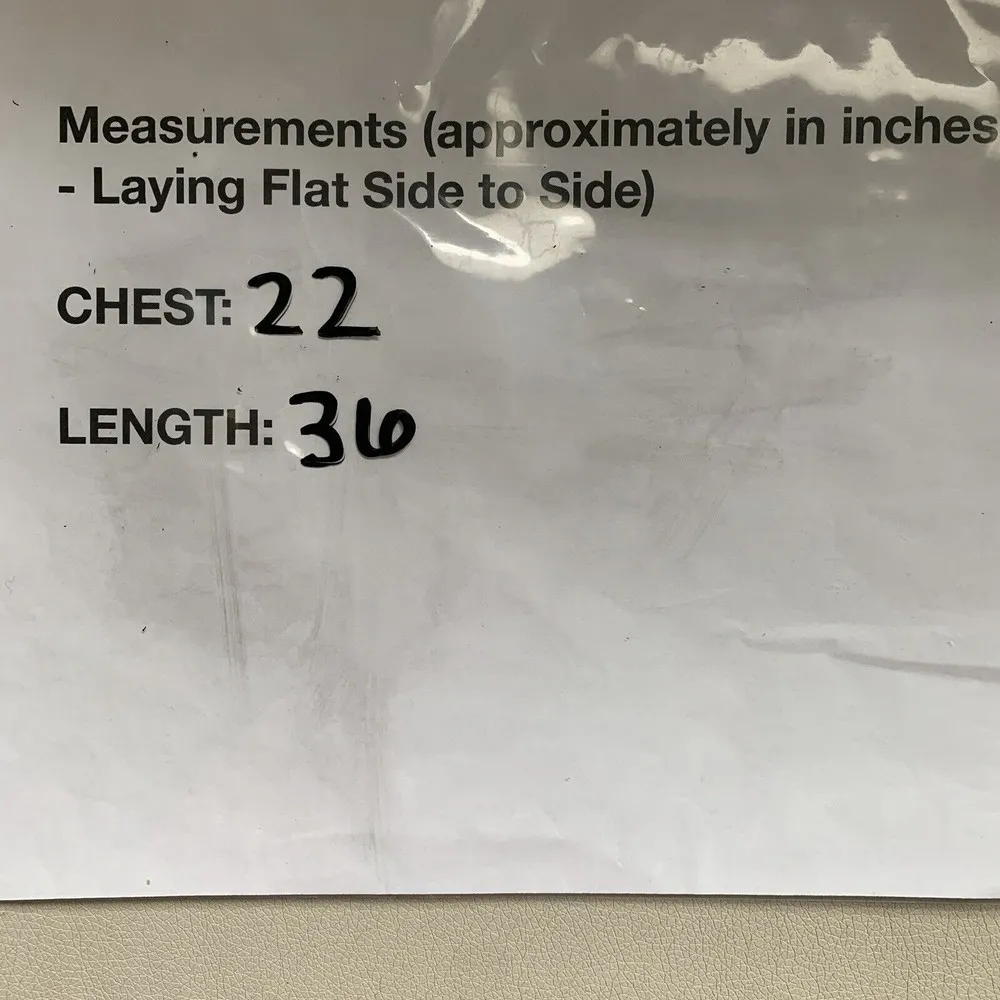 Measurements (approximately in inches
- Laying Flat Side to Side)
CHEST: 22
LENGTH: 36